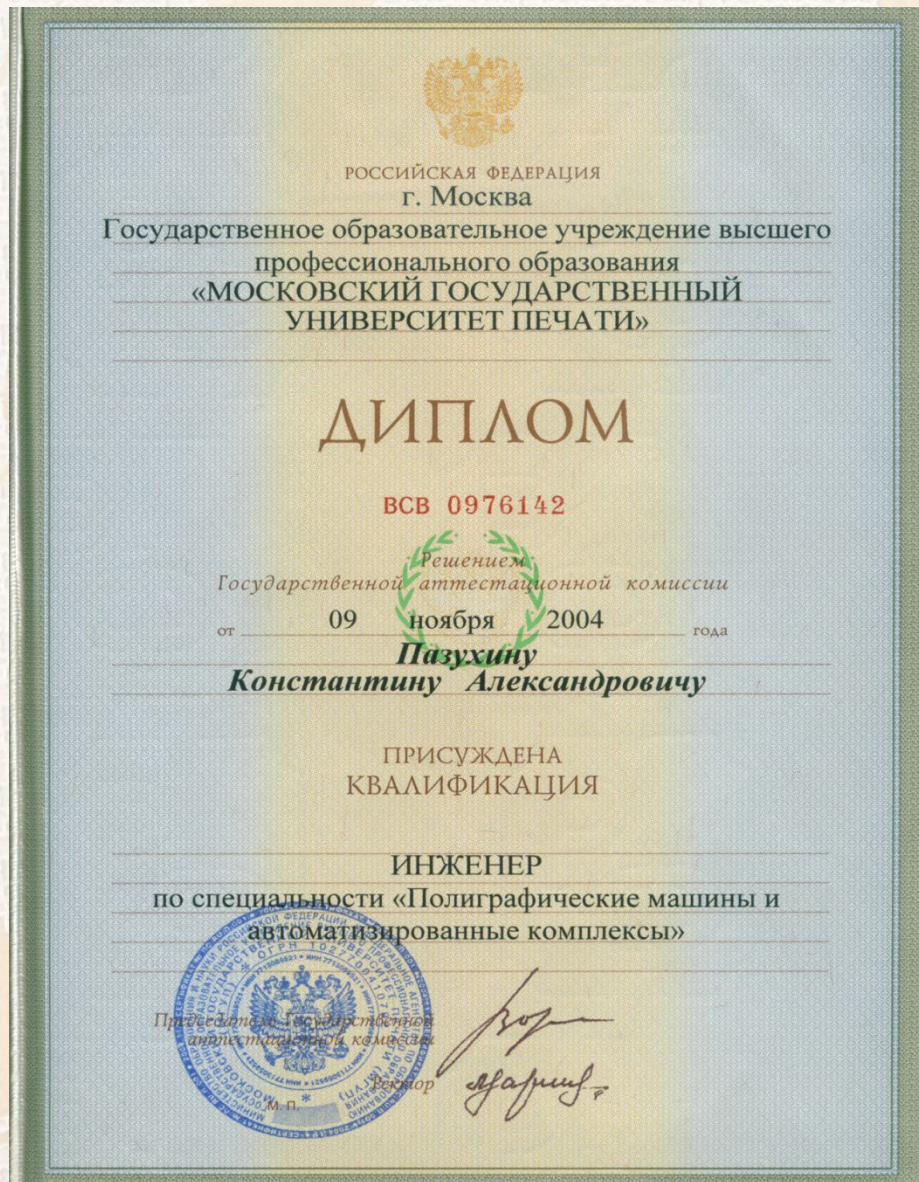 РОССИЙСКАЯ ФЕДЕРАЦИЯ
г. Москва
Государственное образовательное учреждение высшего
профессионального образования
«МОСКОВСКИЙ ГОСУДАРСТВЕННЫЙ
УНИВЕРСИТЕТ ПЕЧАТИ»
ДИПЛОМ
ВСВ 0976142
Решением
Государственной аттестационной комиссии
от 09 ноября 2004 года
Пазухину
Константину Александровичу
ПРИСУЖДЕНА
КВАЛИФИКАЦИЯ
ИНЖЕНЕР
по специальности «Полиграфические машины и
автоматизированные комплексы»
Председатель Государственной
аттестационной комиссии
Ректор
М. П.